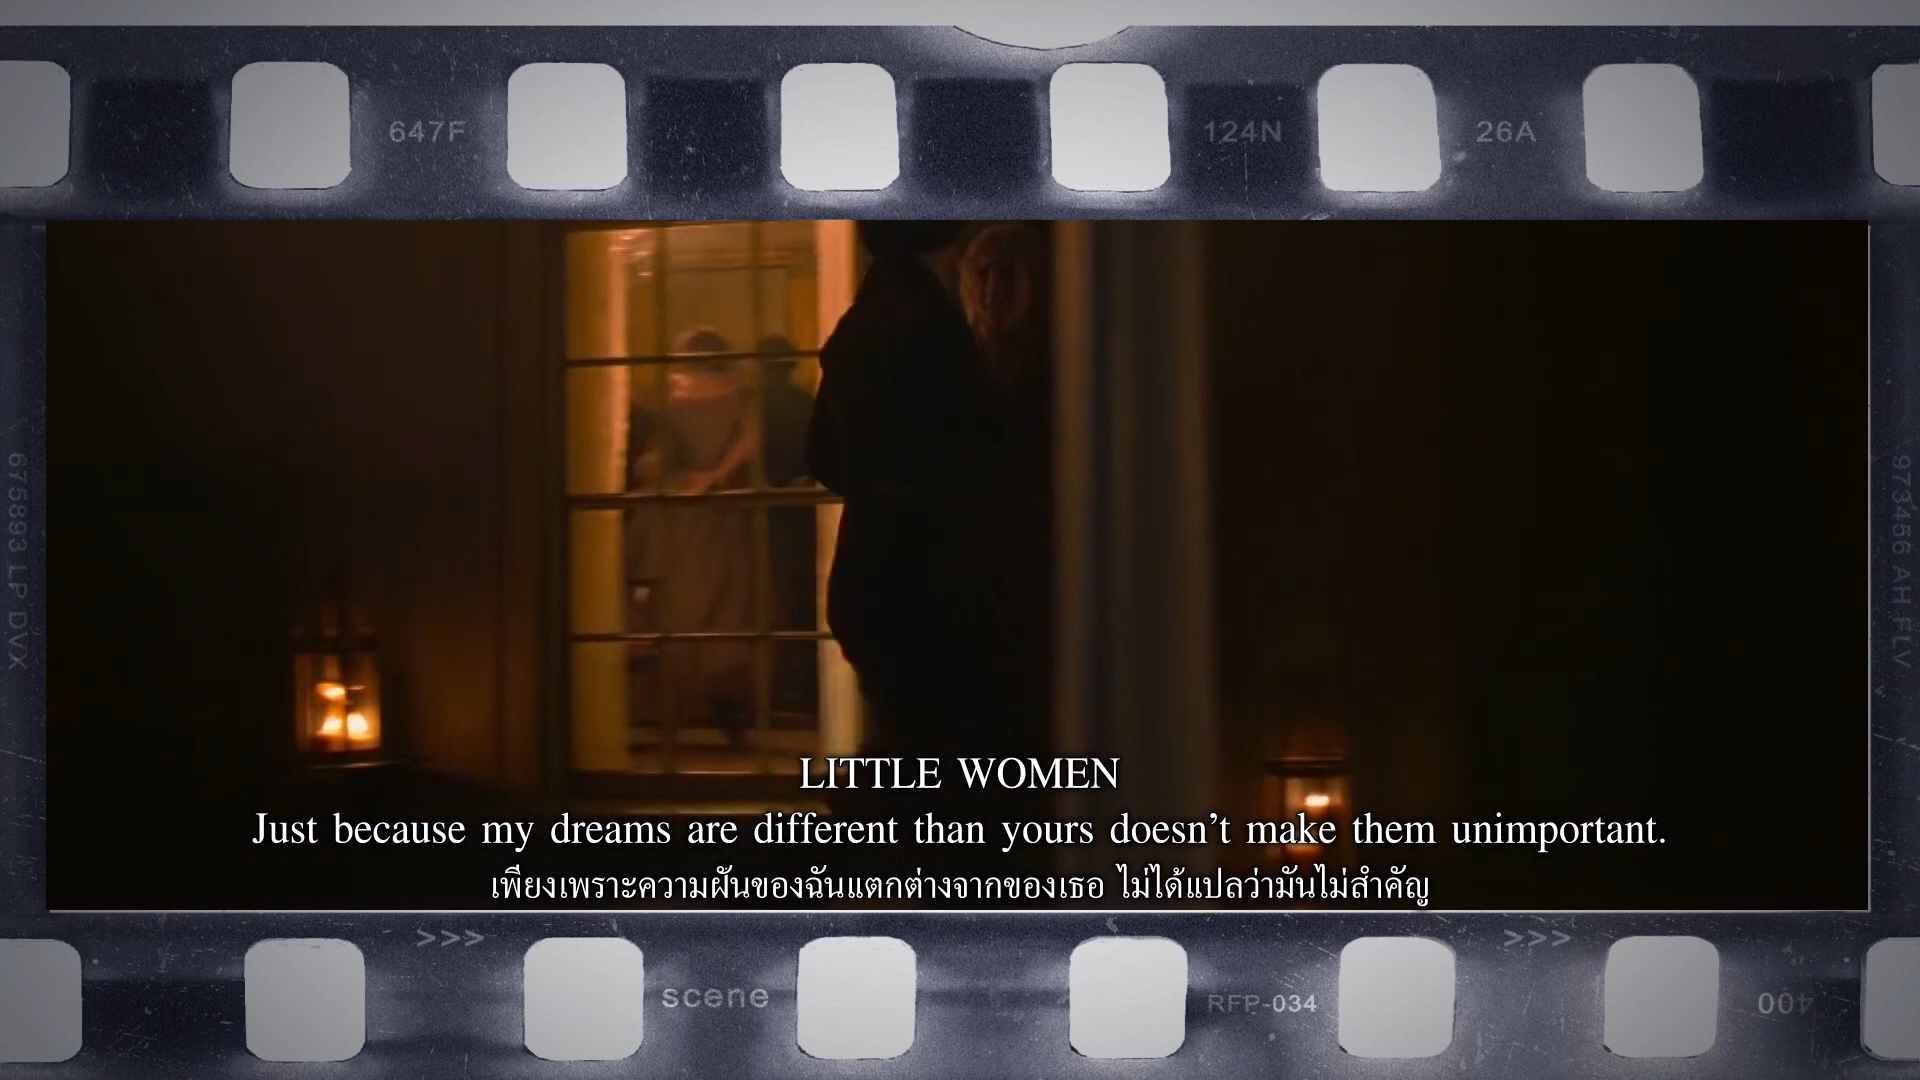 647F
124N
26A
675893 LP DVX
973456 AH FLV
LITTLE WOMEN
Just because my dreams are different than yours doesn’t make them unimportant.
เพียงเพราะความฝันของฉันแตกต่างจากของเธอ ไม่ได้แปลว่ามันไม่สำคัญ
>>>
>>>
scene
RFP-034